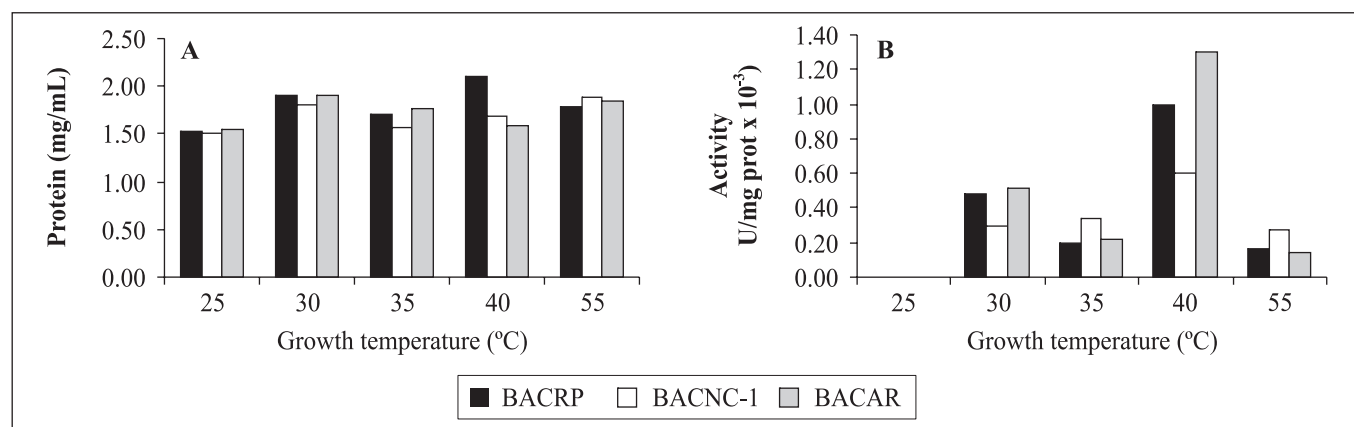 A
Protein (mg/mL)
2.50
2.00
1.50
1.00
0.50
0.00
25 30 35 40 55
Growth temperature (ºC)
B
Activity
U/mg prot x 10⁻³
1.40
1.20
1.00
0.80
0.60
0.40
0.20
0.00
25 30 35 40 55
Growth temperature (ºC)
BACRP BACNC-1 BACAR